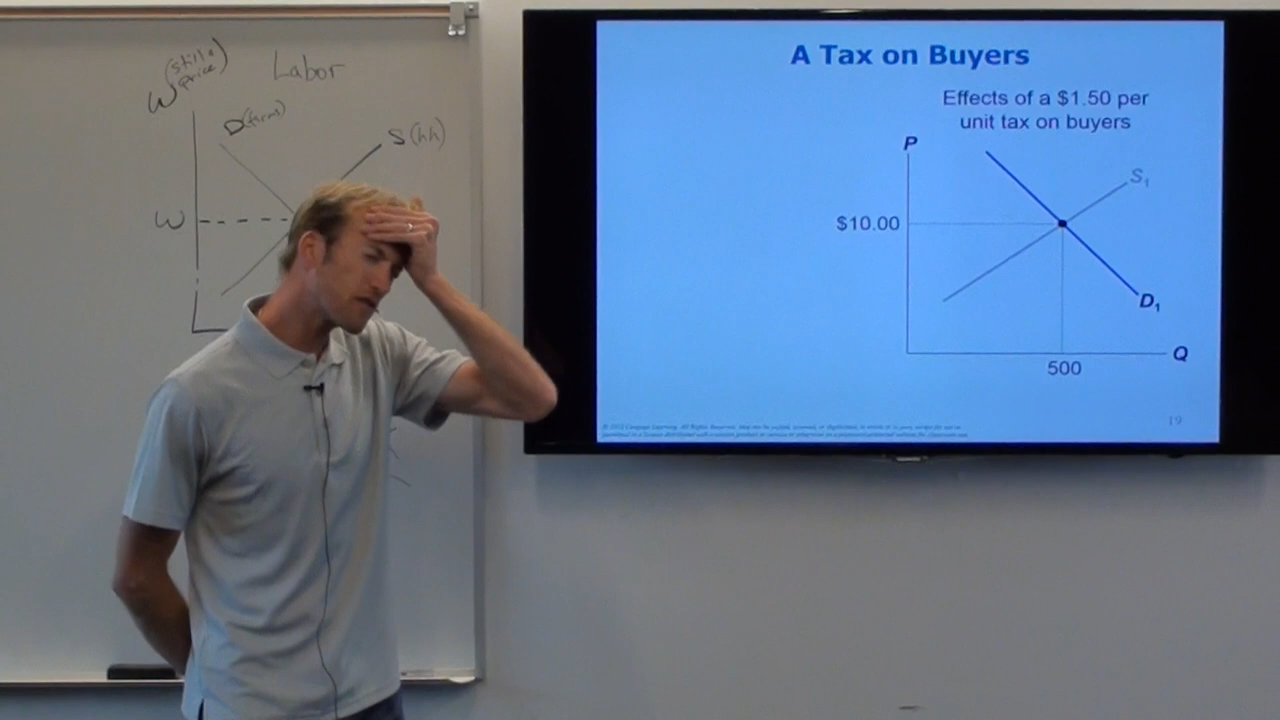 (still a
price)
W
Labor
D(firms)
S(hh)
W
A Tax on Buyers
Effects of a $1.50 per
unit tax on buyers
P
S1
$10.00
D1
Q
500
19